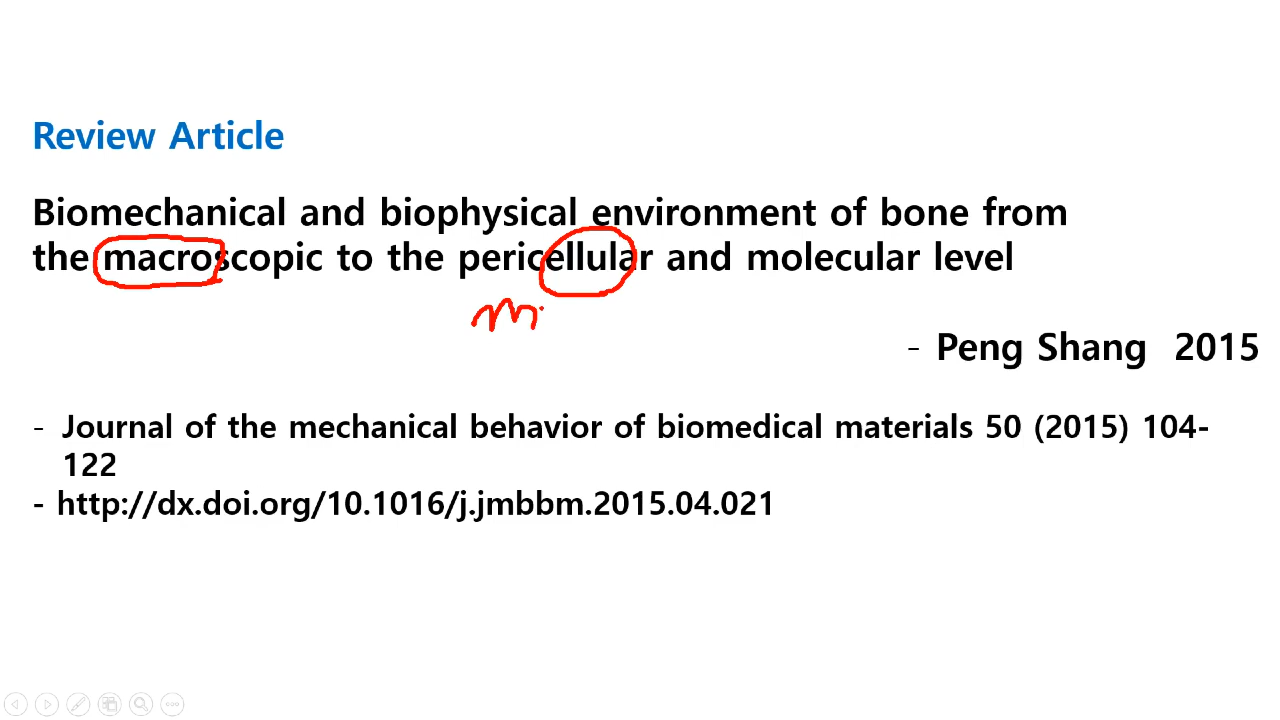 Review Article
Biomechanical and biophysical environment of bone from
the macroscopic to the pericellular and molecular level
- Peng Shang 2015
- Journal of the mechanical behavior of biomedical materials 50 (2015) 104-
122
- http://dx.doi.org/10.1016/j.jmbbm.2015.04.021